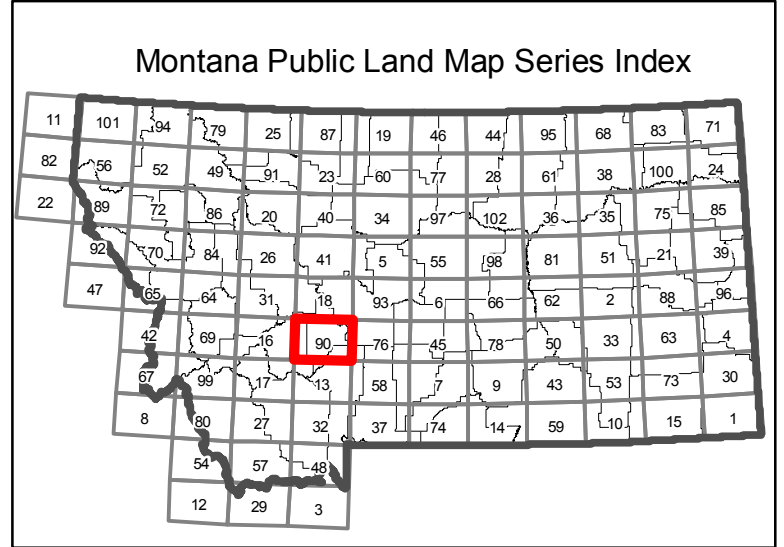 Montana Public Land Map Series Index
11 101 94 79 25 87 19 46 44 95 68 83 71
82 56 52 49 91 23 60 77 28 61 38 100 24
22 89 72 86 20 40 34 97 102 36 35 75 85
92 70 84 26 41 5 55 98 81 51 21 39
47 65 64 31 18 93 6 66 62 2 88 96
42 69 16 90 76 45 78 50 33 63 4
67 99 17 13 58 7 9 43 53 73 30
8 80 27 32 37 74 14 59 10 15 1
54 57 48
12 29 3